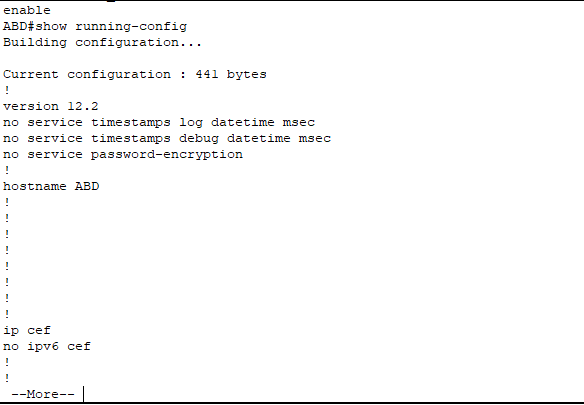 enable
ABD#show running-config
Building configuration...
Current configuration : 441 bytes
!
version 12.2
no service timestamps log datetime msec
no service timestamps debug datetime msec
no service password-encryption
!
hostname ABD
!
!
!
!
!
!
!
!
ip cef
no ipv6 cef
!
!
--More--